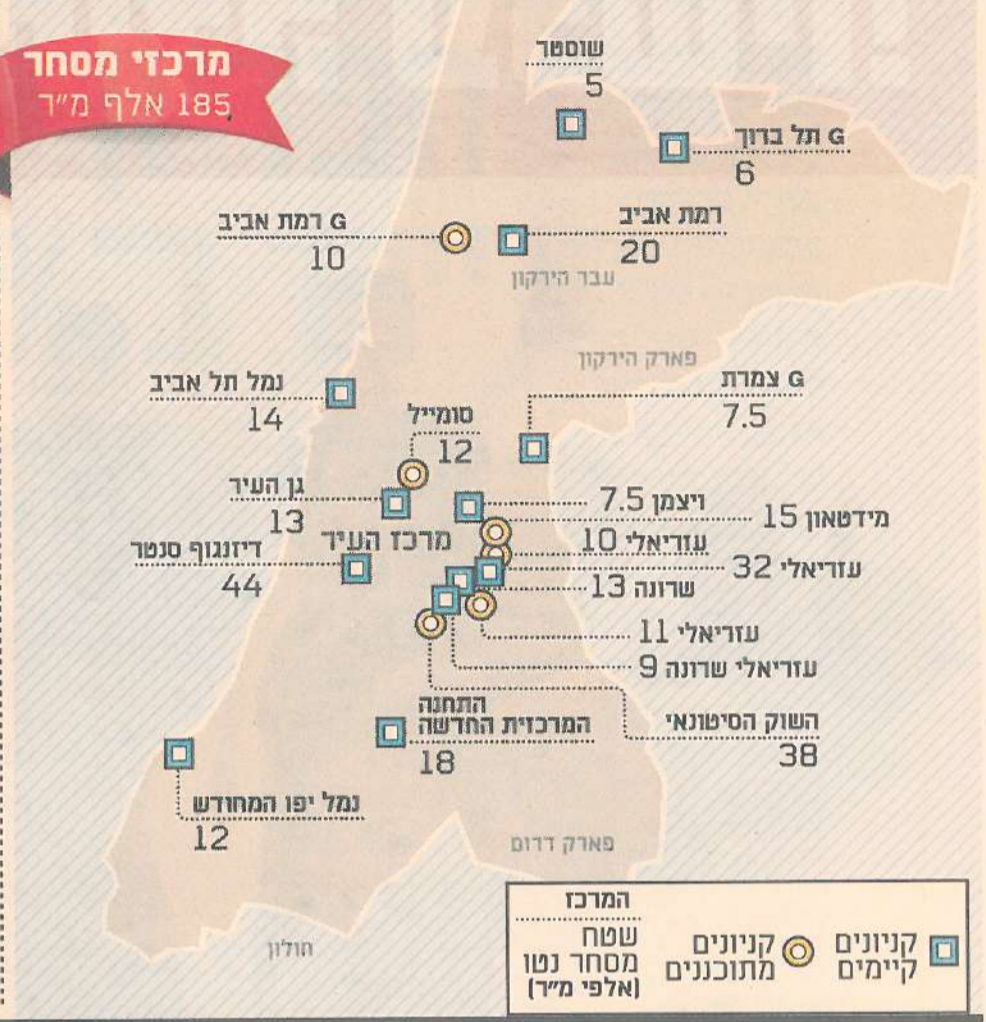 מרכזי מסחר
185 אלף מ״ר
שוסטר
5
G תל ברוך
6
רמת אביב
20
G רמת אביב
10
עבר הירקון
פארק הירקון
G צמרת
7.5
נמל תל אביב
14
סומייל
12
גן העיר
13
ויצמן 7.5
מידטאון 15
מרכז העיר
עזריאלי 10
דיזנגוף סנטר
44
עזריאלי 32
שרונה 13
עזריאלי 11
עזריאלי שרונה 9
השוק הסיטונאי
38
התחנה
המרכזית החדשה
18
נמל יפו המחודש
12
פארק דרום
חולון
קניונים
קיימים
קניונים
מתוכננים
המרכז
שטח
מסחר נטו
(אלפי מ״ר)